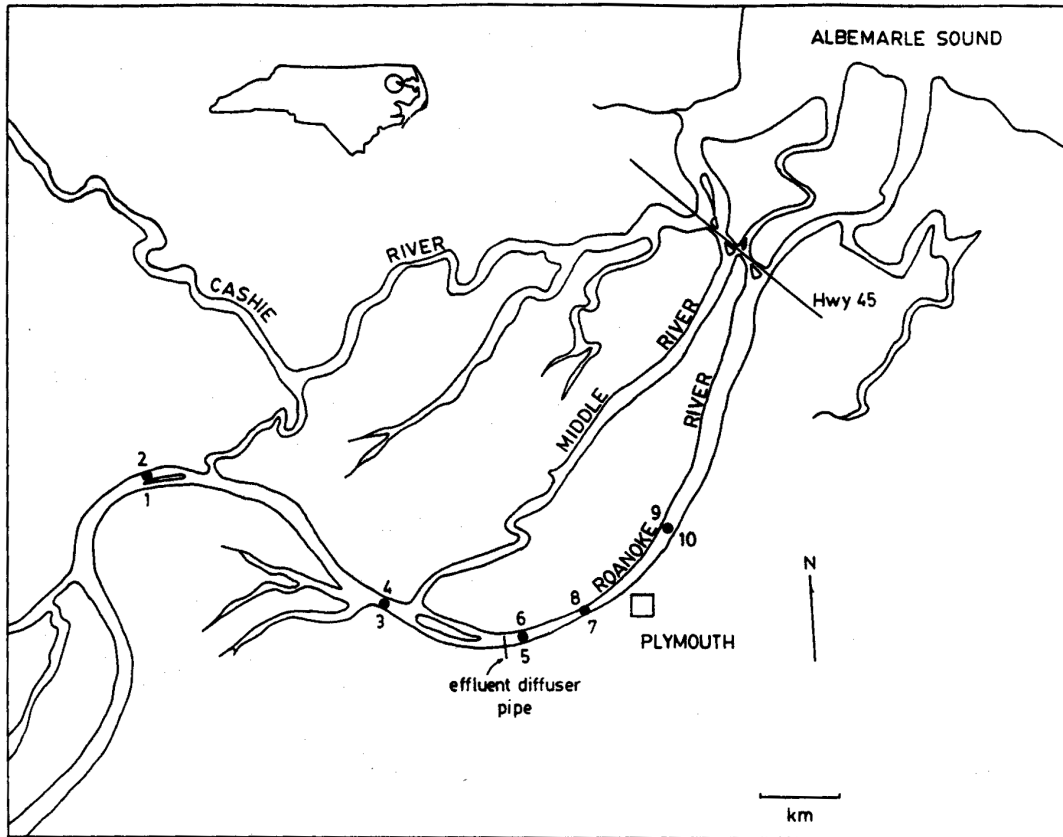 ALBEMARLE SOUND
CASHIE
RIVER
Hwy 45
MIDDLE
RIVER
RIVER
2
1
4
3
ROANOKE
9
10
8
7
6
5
N
PLYMOUTH
effluent diffuser
pipe
km